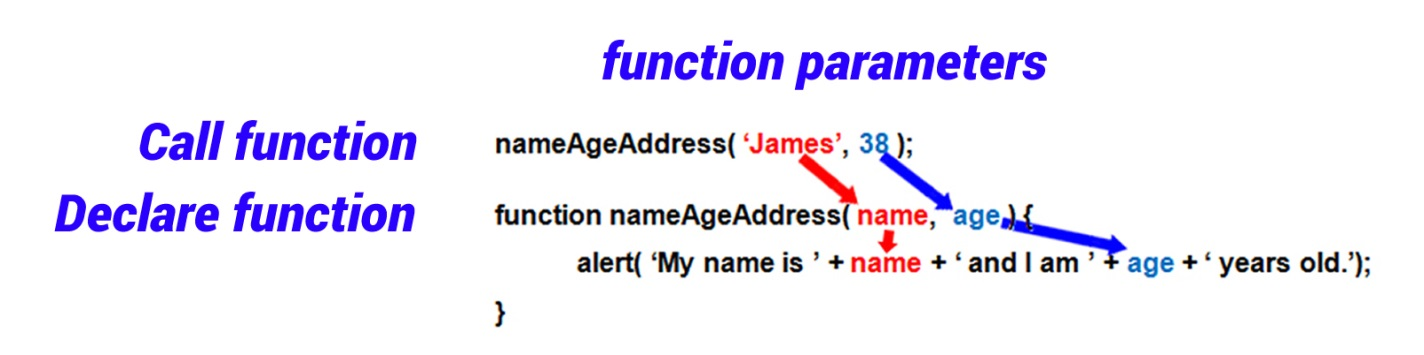 function parameters
Call function nameAgeAddress( ‘James’, 38 );
Declare function function nameAgeAddress( name, age ) {
alert( ‘My name is ’ + name + ‘ and I am ’ + age + ‘ years old.’);
}